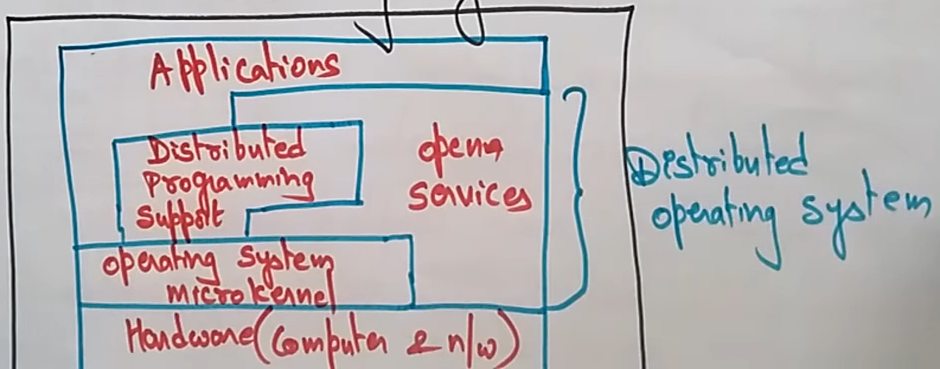 Applications
Distributed
Programming
Support
open
services
operating system
microkernel
Hardware (Computer & n/w)
Distributed
operating system